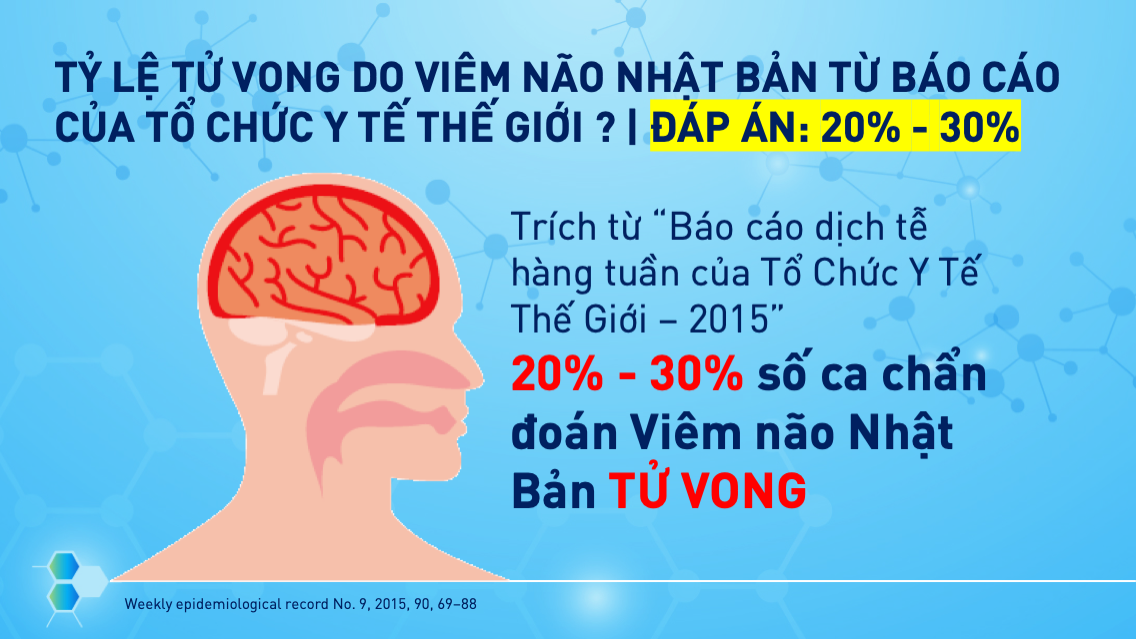 TỶ LỆ TỬ VONG DO VIÊM NÃO NHẬT BẢN TỪ BÁO CÁO
CỦA TỔ CHỨC Y TẾ THẾ GIỚI ? | ĐÁP ÁN: 20% - 30%
Trích từ “Báo cáo dịch tễ
hàng tuần của Tổ Chức Y Tế
Thế Giới – 2015”
20% - 30% số ca chẩn
đoán Viêm não Nhật
Bản TỬ VONG
Weekly epidemiological record No. 9, 2015, 90, 69–88